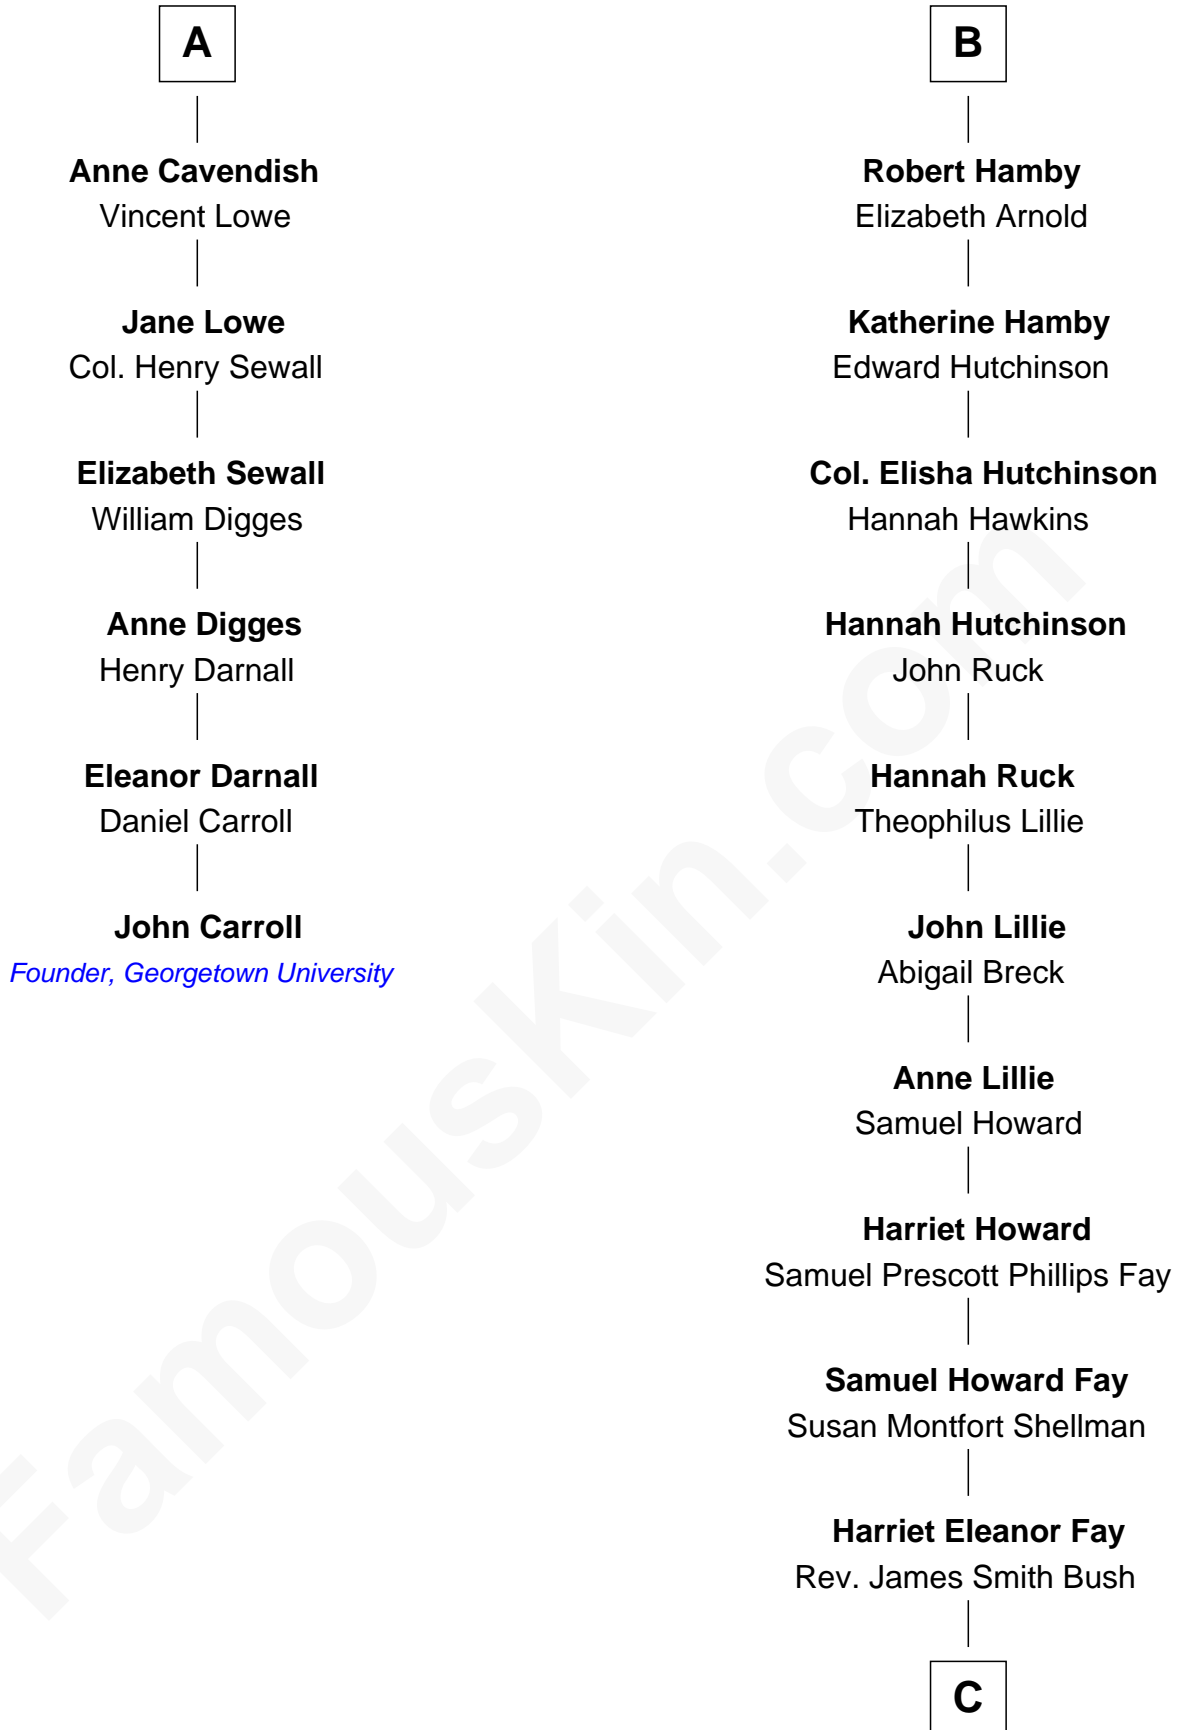 A
Anne Cavendish
Vincent Lowe
Jane Lowe
Col. Henry Sewall
Elizabeth Sewall
William Digges
Anne Digges
Henry Darnall
Eleanor Darnall
Daniel Carroll
John Carroll
Founder, Georgetown University
B
Robert Hamby
Elizabeth Arnold
Katherine Hamby
Edward Hutchinson
Col. Elisha Hutchinson
Hannah Hawkins
Hannah Hutchinson
John Ruck
Hannah Ruck
Theophilus Lillie
John Lillie
Abigail Breck
Anne Lillie
Samuel Howard
Harriet Howard
Samuel Prescott Phillips Fay
Samuel Howard Fay
Susan Montfort Shellman
Harriet Eleanor Fay
Rev. James Smith Bush
C
FamousKin.com